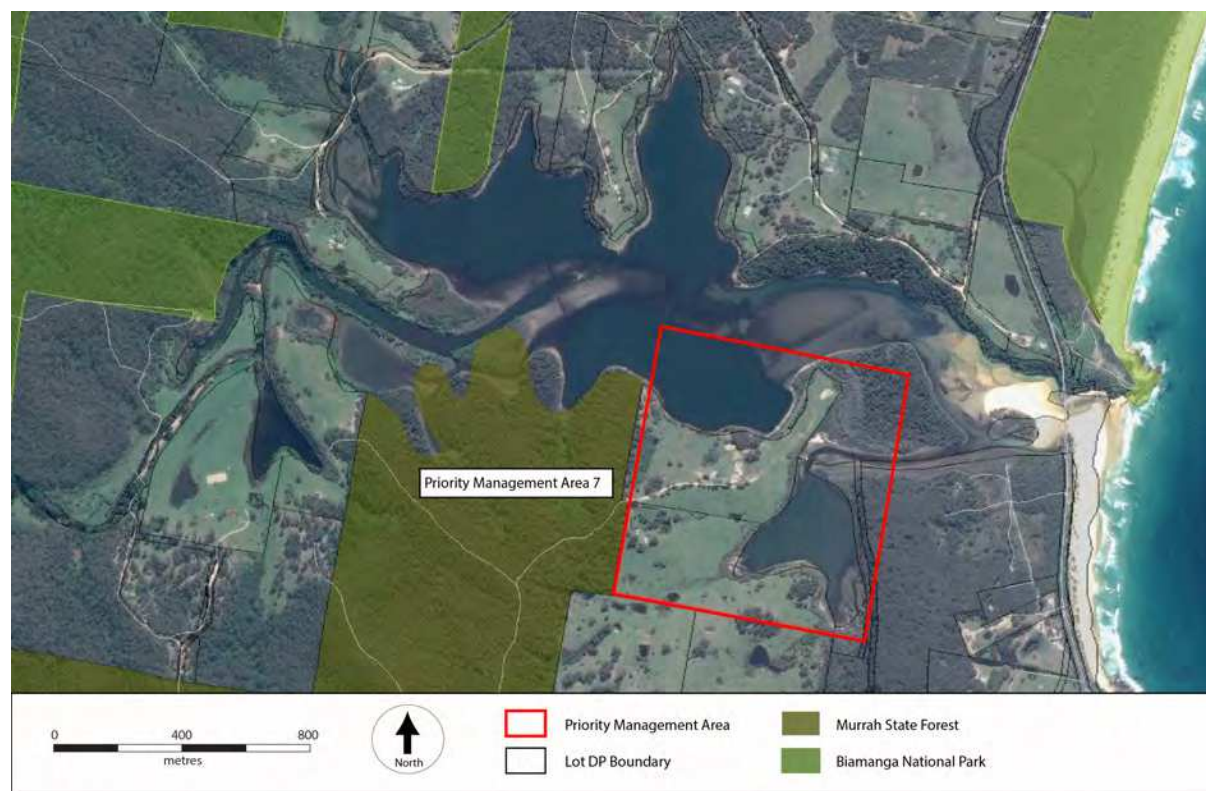 Priority Management Area 7
0 400 800
metres
North
Priority Management Area
Lot DP Boundary
Murrah State Forest
Biamanga National Park